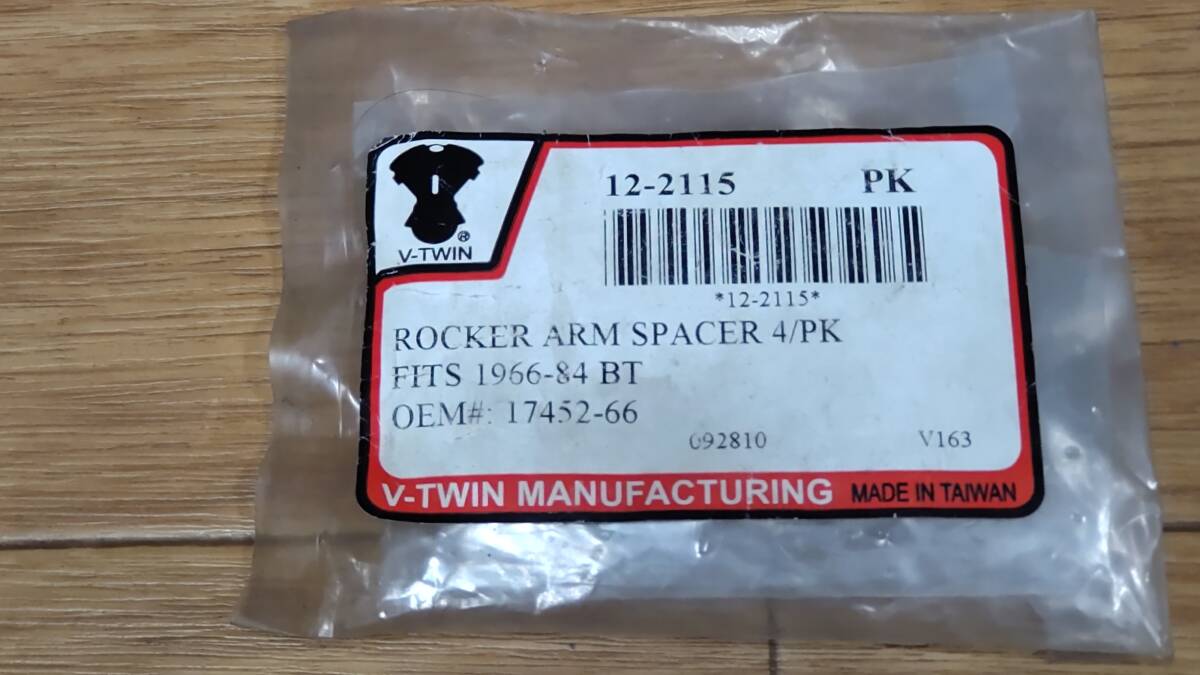 12-2115 PK
*12-2115*
V-TWIN®
ROCKER ARM SPACER 4/PK
FITS 1966-84 BT
OEM#: 17452-66
092810 V163
V-TWIN MANUFACTURING MADE IN TAIWAN